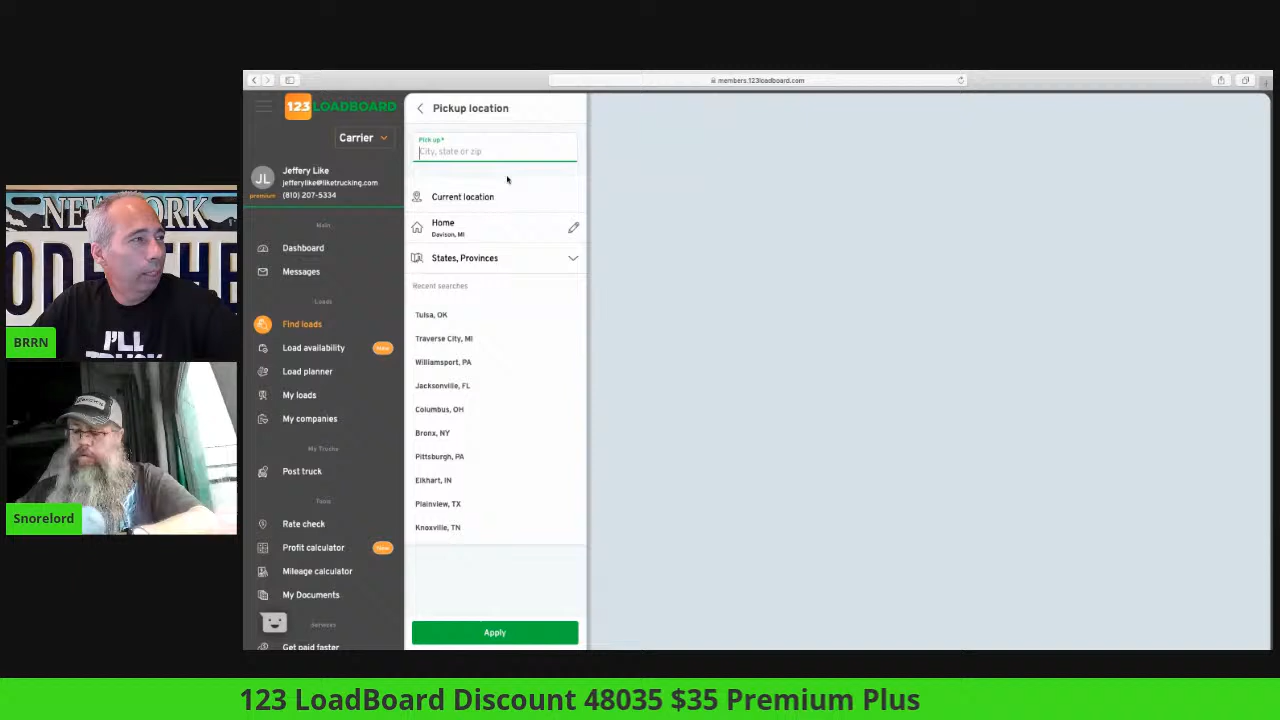 members.123loadboard.com
123 LOADBOARD
Carrier
JL
premium
Jeffery Like
jefferylike@liketrucking.com
(810) 207-5334
Main
Dashboard
Messages
Loads
Find loads
Load availability New
Load planner
My loads
My companies
My Trucks
Post truck
Tools
Rate check
Profit calculator New
Mileage calculator
My Documents
Services
Get paid faster
Pickup location
Pick up*
City, state or zip
Current location
Home
Davison, MI
States, Provinces
Recent searches
Tulsa, OK
Traverse City, MI
Williamsport, PA
Jacksonville, FL
Columbus, OH
Bronx, NY
Pittsburgh, PA
Elkhart, IN
Plainview, TX
Knoxville, TN
Apply
I'LL
BRRN
Snorelord
123 LoadBoard Discount 48035 $35 Premium Plus